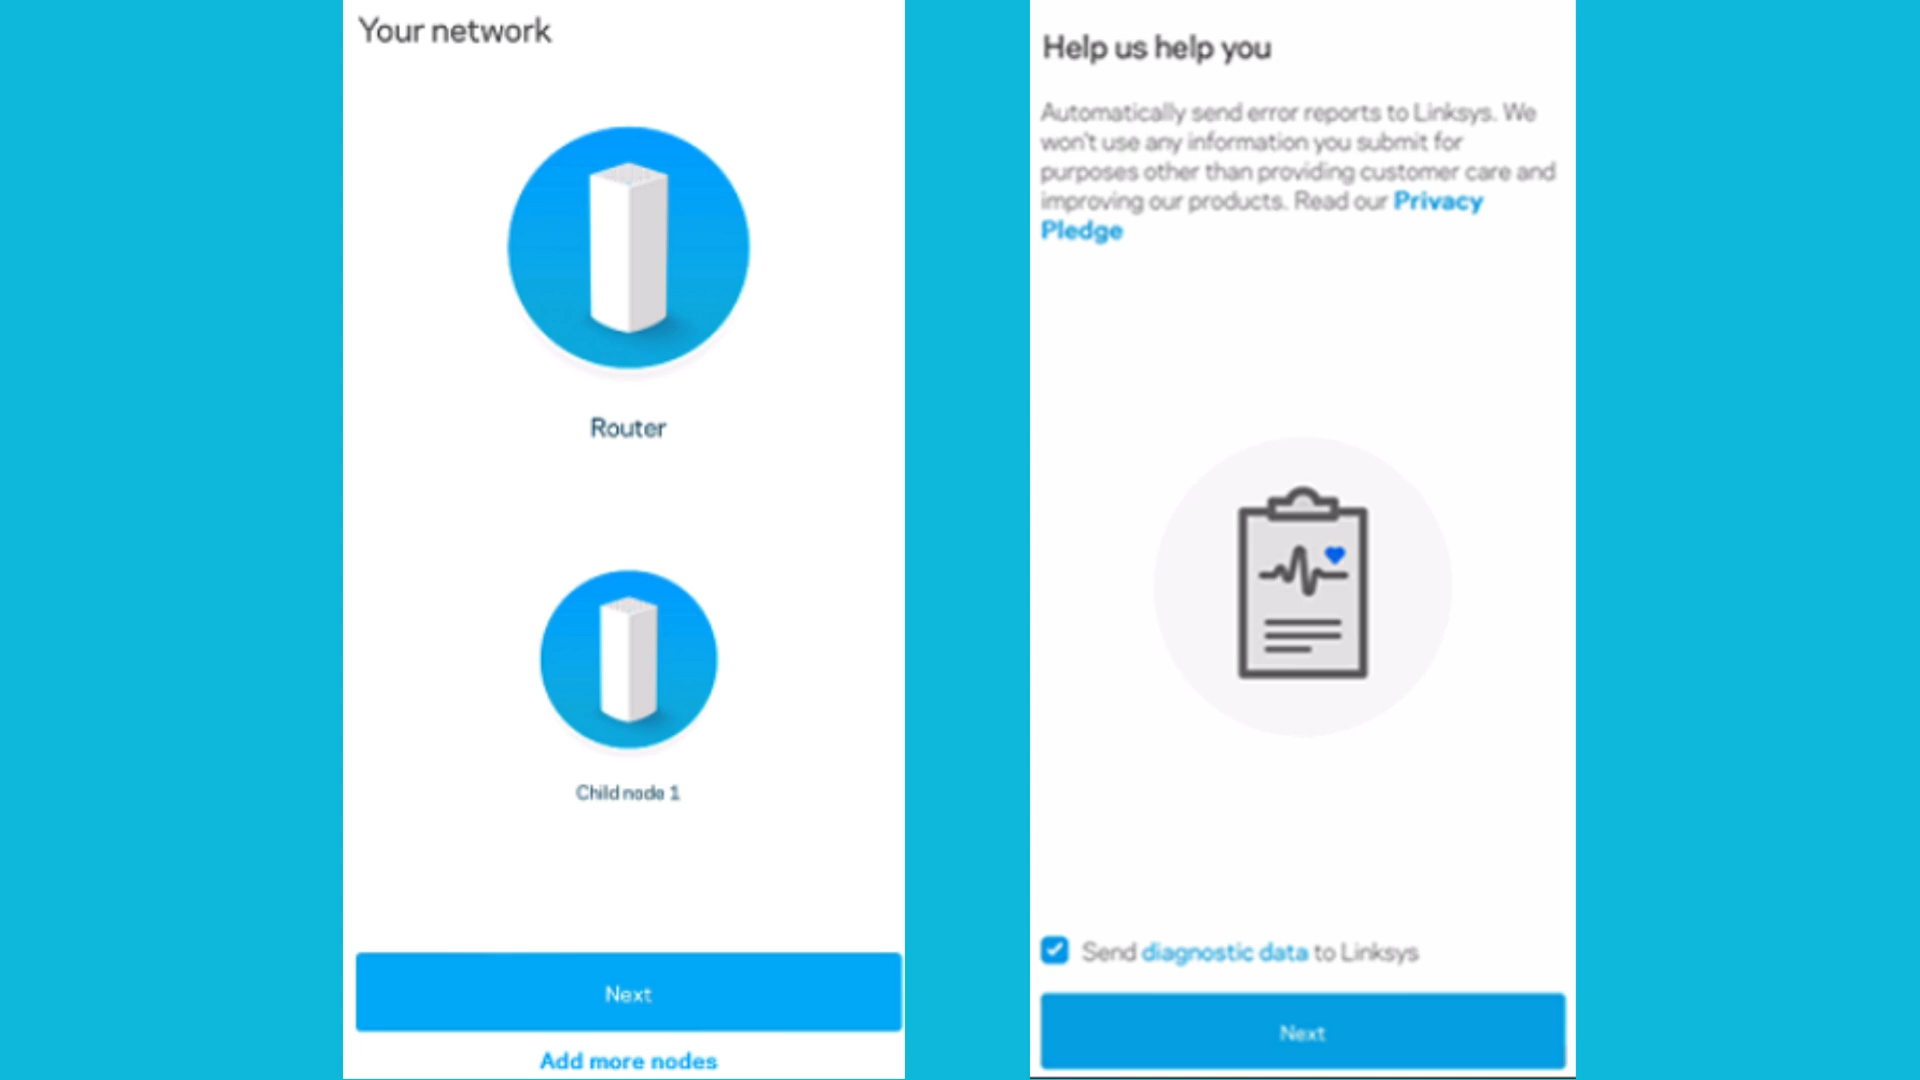 Your network
Router
Child node 1
Next
Add more nodes
Help us help you
Automatically send error reports to Linksys. We
won't use any information you submit for
purposes other than providing customer care and
improving our products. Read our Privacy
Pledge
Send diagnostic data to Linksys
Next